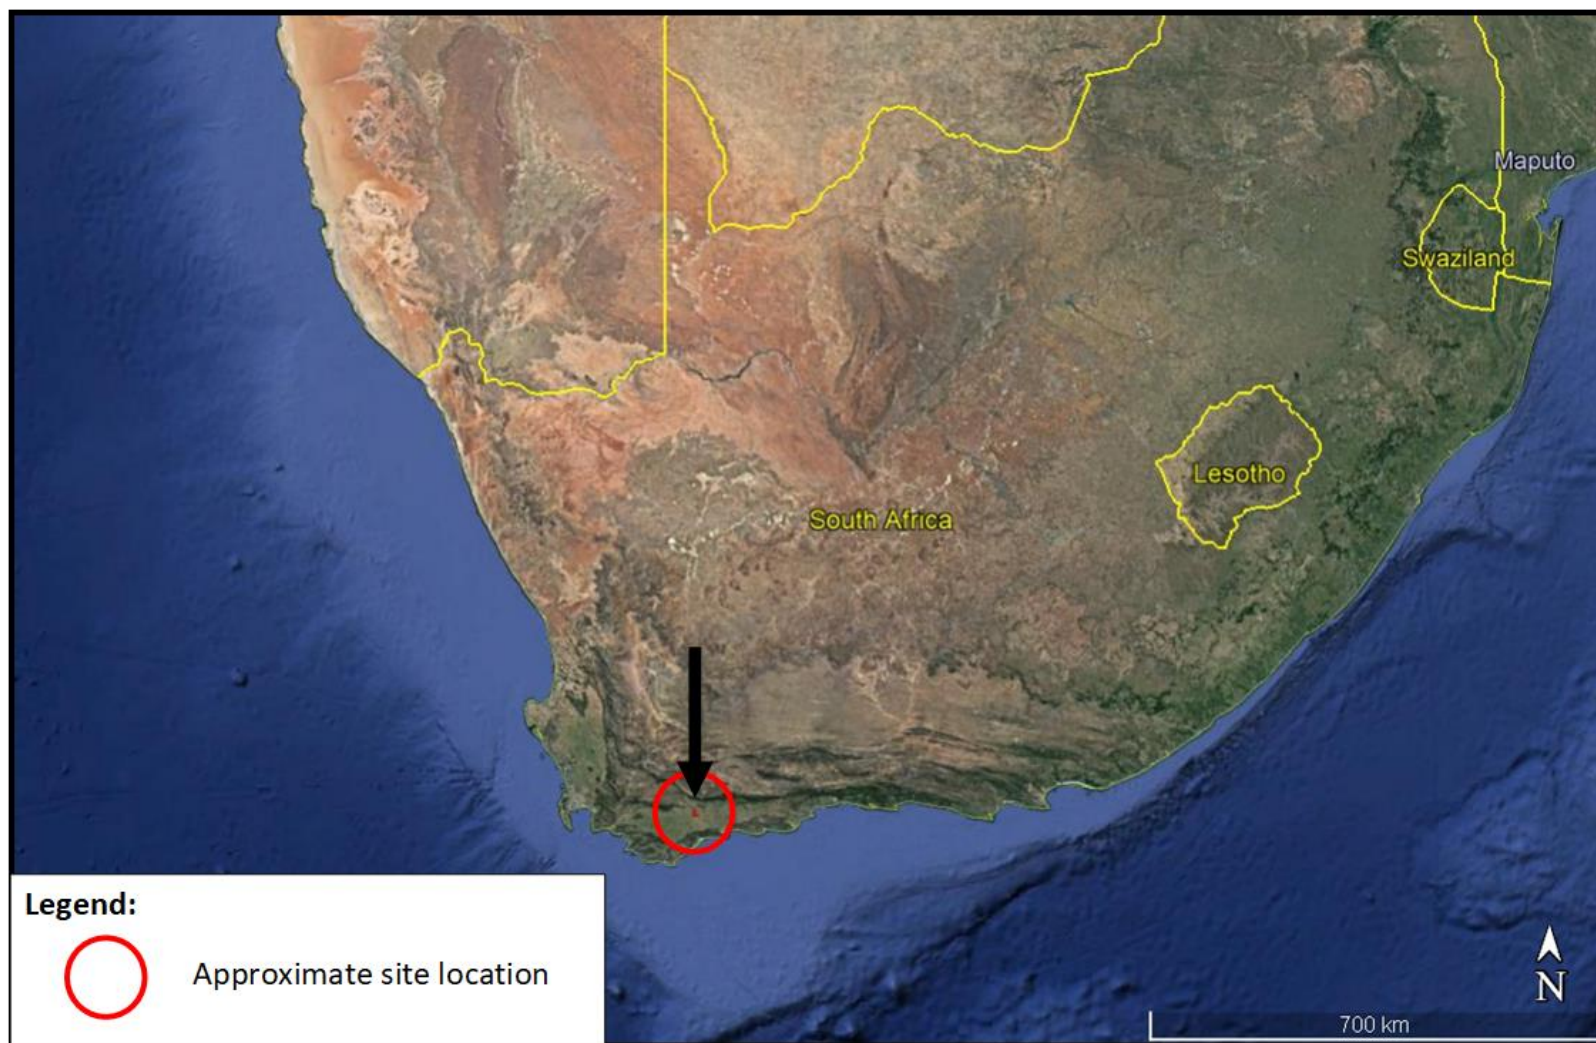 Maputo
Swaziland
Lesotho
South Africa
Legend:
Approximate site location
N
700 km